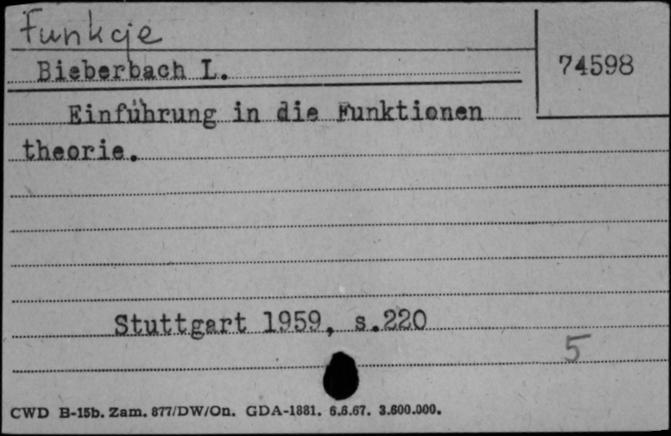 Funkcje
Bieberbach L.
74598
Einführung in die Funktionen
theorie.
Stuttgart 1959, s.220
5
CWD B-15b. Zam. 877/DW/On. GDA-1881. 6.6.67. 3.600.000.